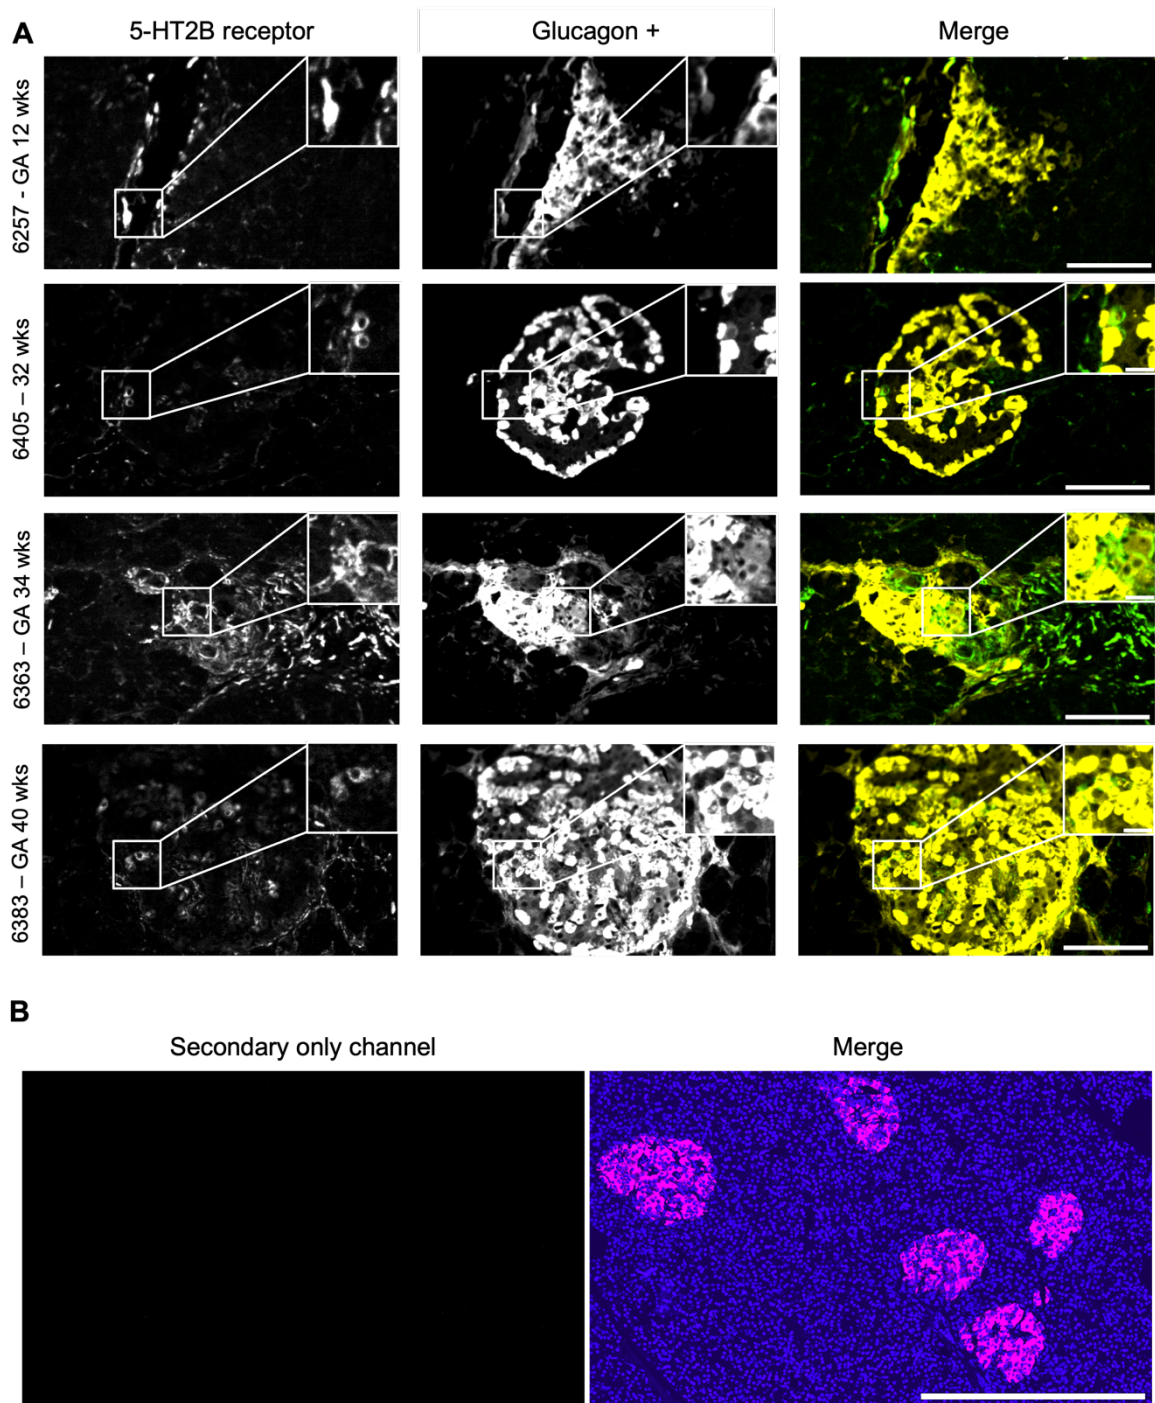 A
5-HT2B receptor
Glucagon +
Merge
6257 - GA 12 wks
6405 – 32 wks
6363 – GA 34 wks
6383 – GA 40 wks
B
Secondary only channel
Merge